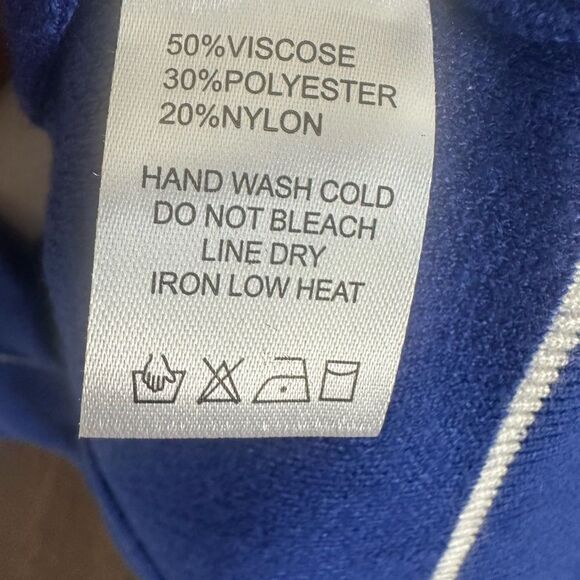 50%VISCOSE
30%POLYESTER
20%NYLON
HAND WASH COLD
DO NOT BLEACH
LINE DRY
IRON LOW HEAT